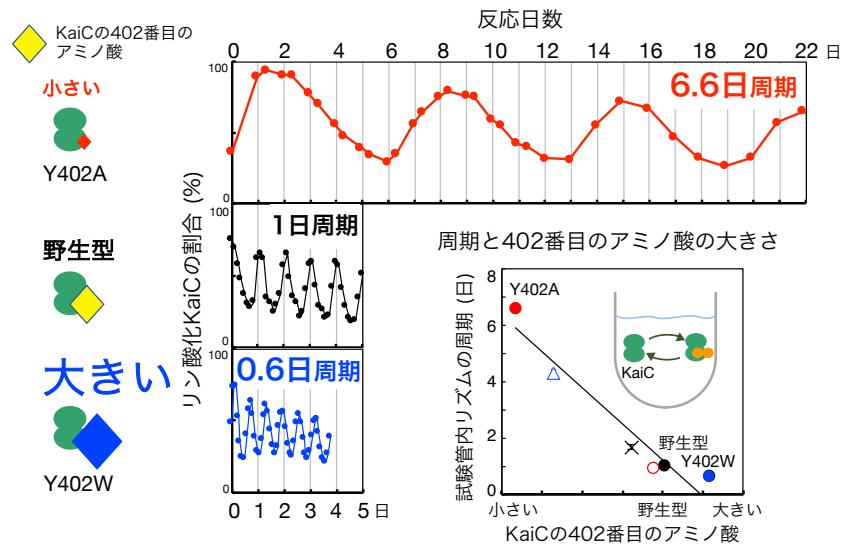 KaiCの402番目の
アミノ酸
小さい
Y402A
野生型
大きい
Y402W
反応日数
0 2 4 6 8 10 12 14 16 18 20 22 日
リン酸化KaiCの割合 (%)
100
0
6.6日周期
100
0
1日周期
100
0
0.6日周期
0 1 2 3 4 5 日
周期と402番目のアミノ酸の大きさ
試験管内リズムの周期 (日)
8
6
4
2
0
Y402A
KaiC
野生型
Y402W
小さい 野生型 大きい
KaiCの402番目のアミノ酸